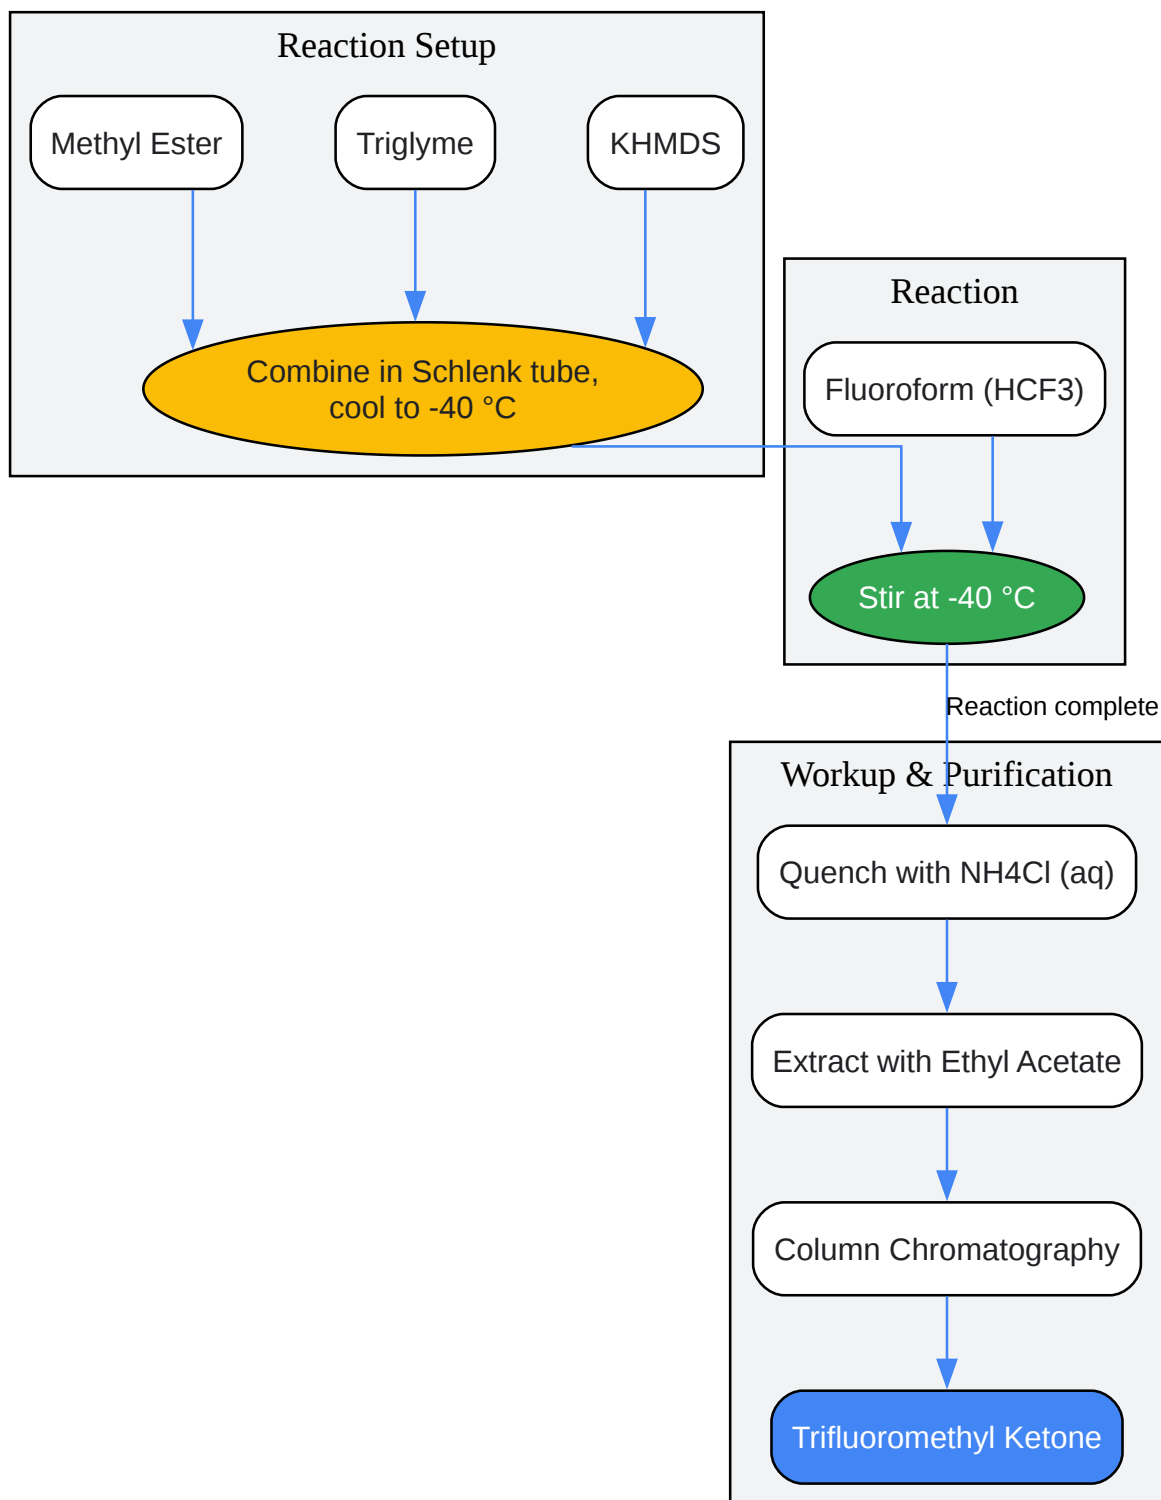 Reaction Setup
Methyl Ester
Triglyme
KHMDS
Combine in Schlenk tube,
cool to -40 °C
Reaction
Fluoroform (HCF3)
Stir at -40 °C
Reaction complete
Workup & Purification
Quench with NH4Cl (aq)
Extract with Ethyl Acetate
Column Chromatography
Trifluoromethyl Ketone